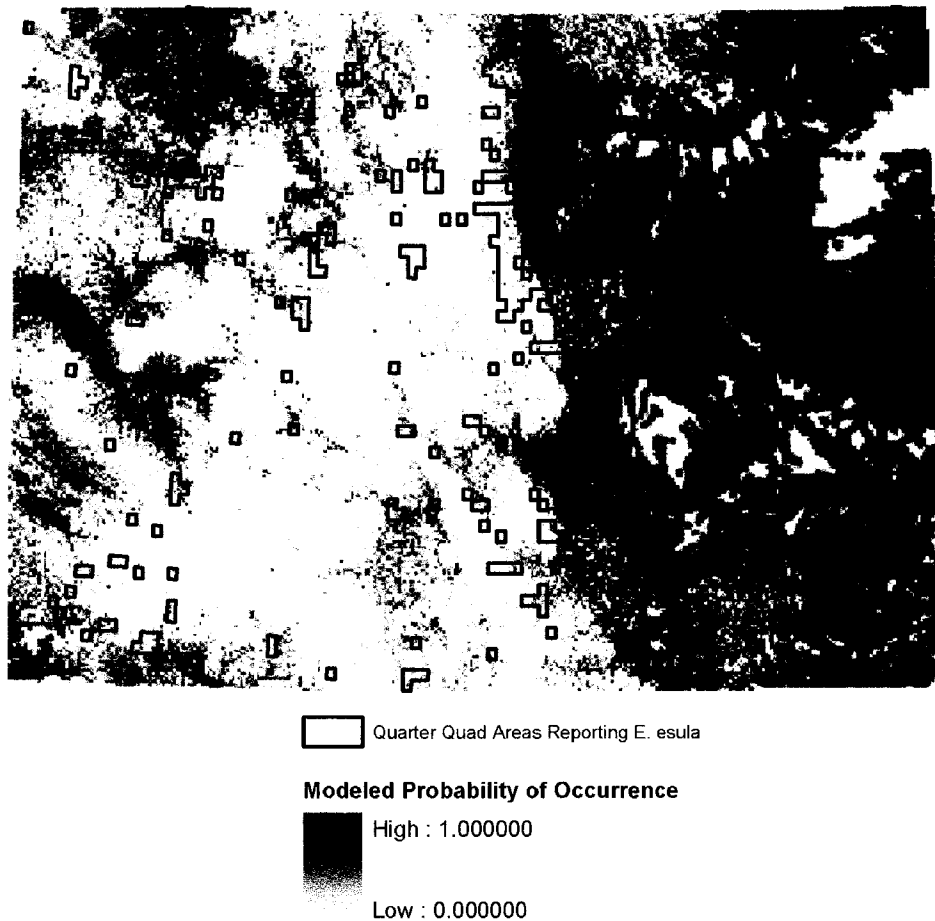 Quarter Quad Areas Reporting E. esula
Modeled Probability of Occurrence
High : 1.000000
Low : 0.000000